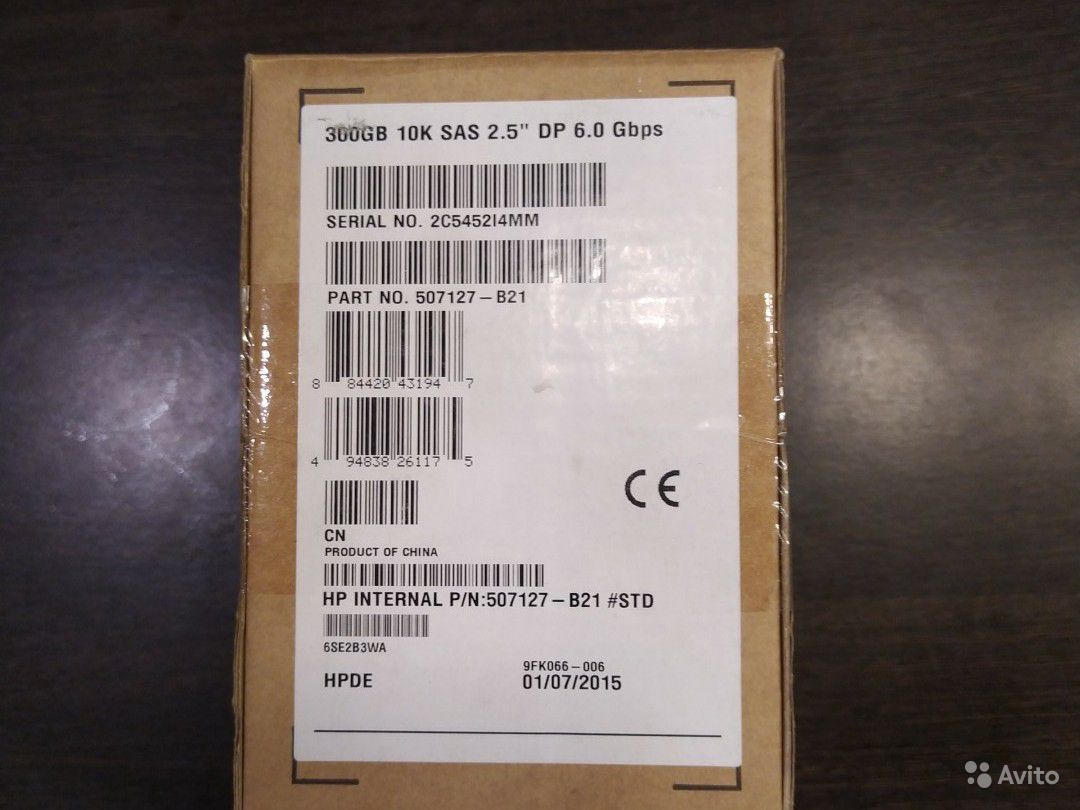 300GB 10K SAS 2.5" DP 6.0 Gbps
SERIAL NO. 2C5452I4MM
PART NO. 507127-B21
8 84420 43194 7
4 94838 26117 5
CE
CN
PRODUCT OF CHINA
HP INTERNAL P/N:507127-B21 #STD
6SE2B3WA
9FK066-006
HPDE 01/07/2015
Avito